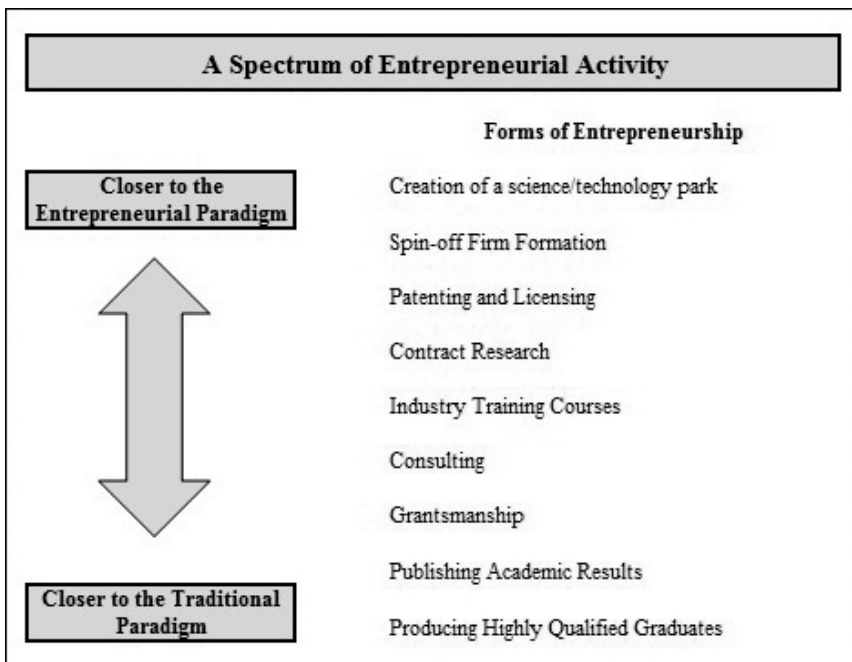 A Spectrum of Entrepreneurial Activity
Forms of Entrepreneurship
Closer to the
Entrepreneurial Paradigm
Creation of a science/technology park
Spin-off Firm Formation
Patenting and Licensing
Contract Research
Industry Training Courses
Consulting
Grantsmanship
Publishing Academic Results
Closer to the Traditional
Paradigm
Producing Highly Qualified Graduates